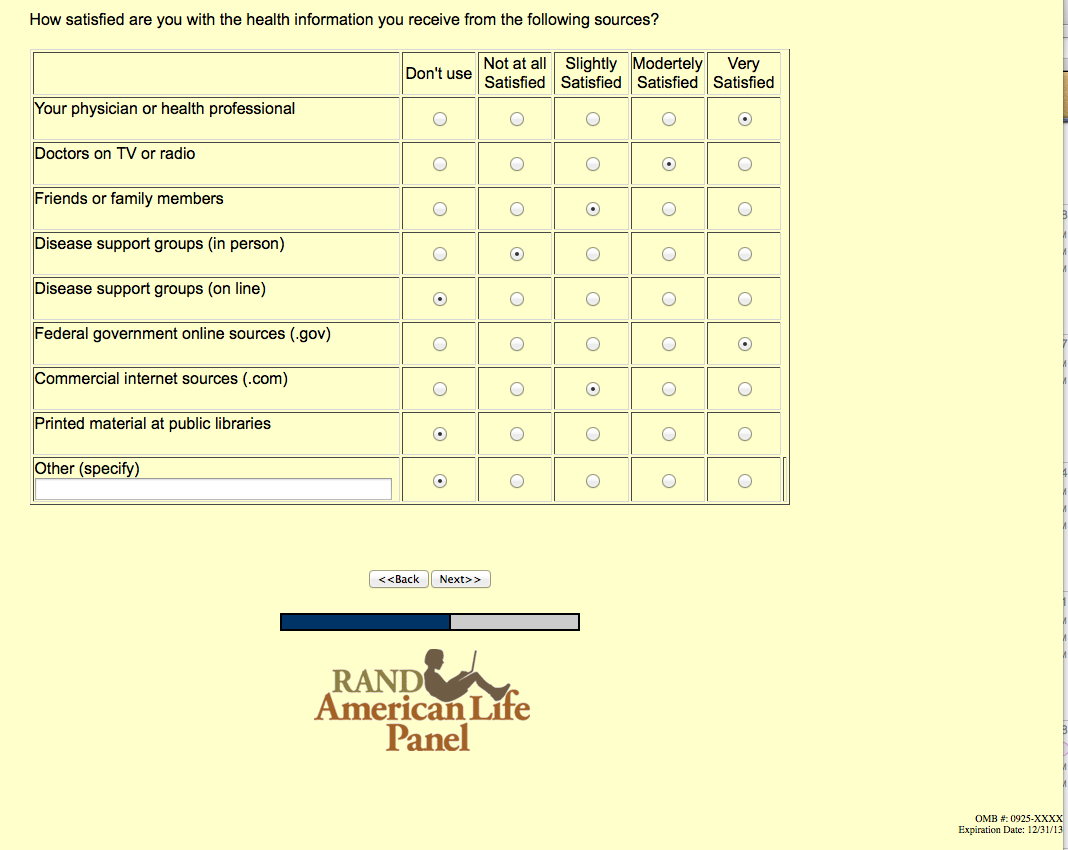 How satisfied are you with the health information you receive from the following sources?
Don't use
Not at all
Satisfied
Slightly
Satisfied
Modertely
Satisfied
Very
Satisfied
Your physician or health professional
Doctors on TV or radio
Friends or family members
Disease support groups (in person)
Disease support groups (on line)
Federal government online sources (.gov)
Commercial internet sources (.com)
Printed material at public libraries
Other (specify)
<<Back
Next>>
RAND
American Life
Panel
OMB #: 0925-XXXX
Expiration Date: 12/31/13